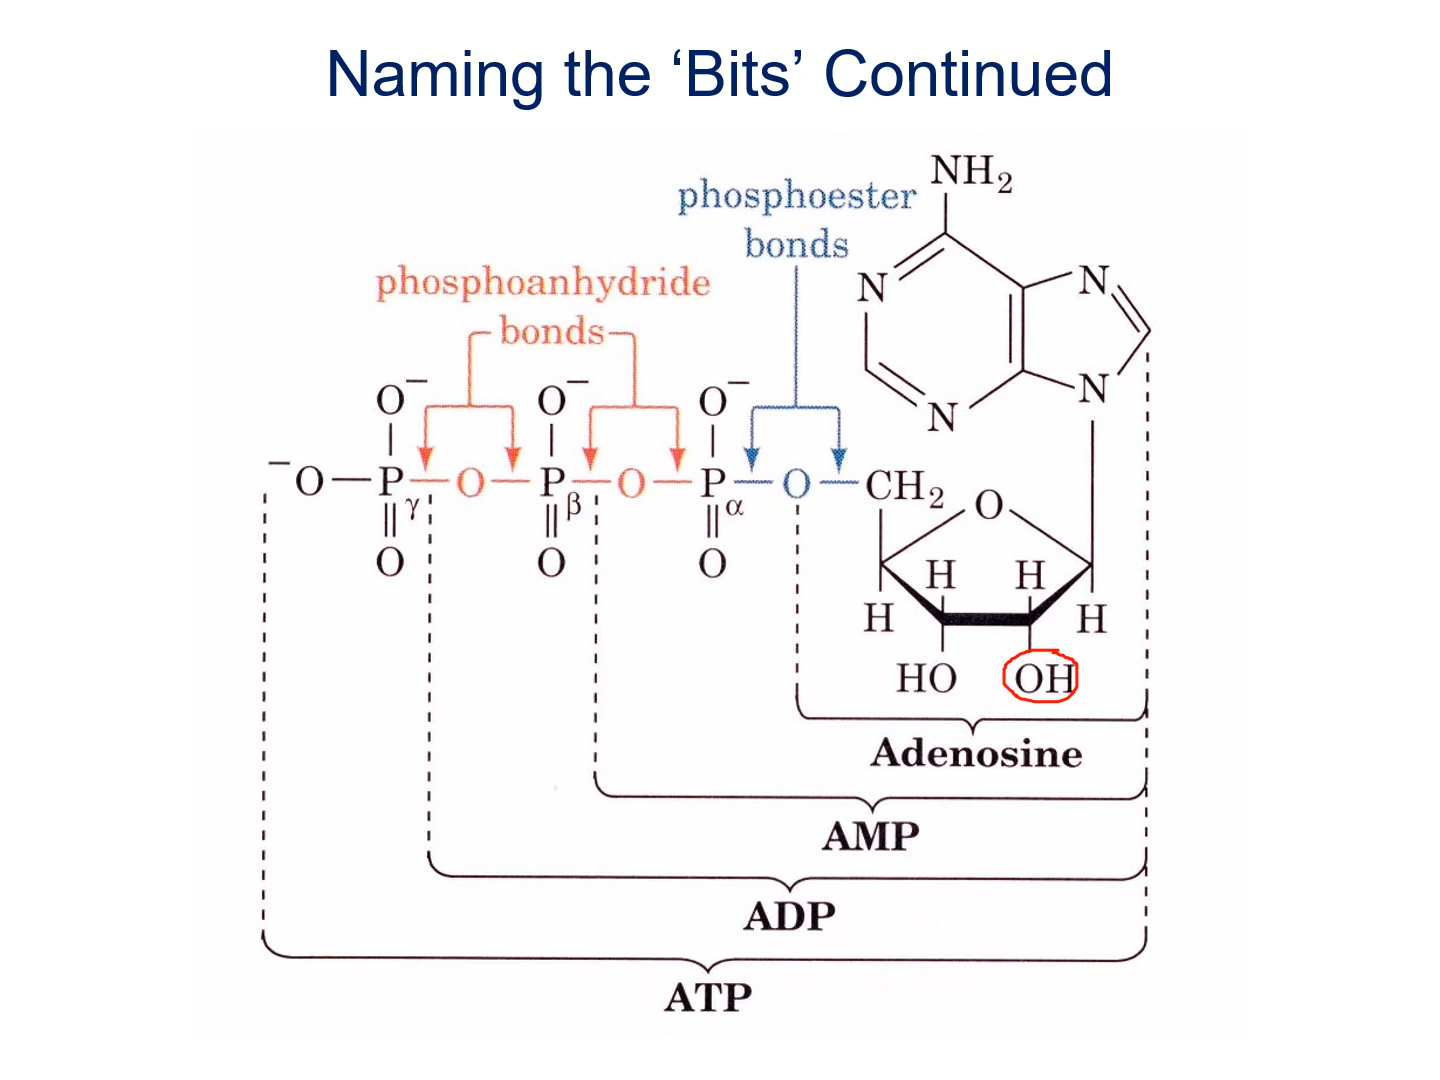 Naming the ‘Bits’ Continued
NH2
phosphoester
bonds
phosphoanhydride
bonds
N
N
N
N
O−
O−
O−
−O—P—O—P—O—P—O—CH2
γ
β
α
O
O
O
O
H
H
H
H
HO
OH
Adenosine
AMP
ADP
ATP